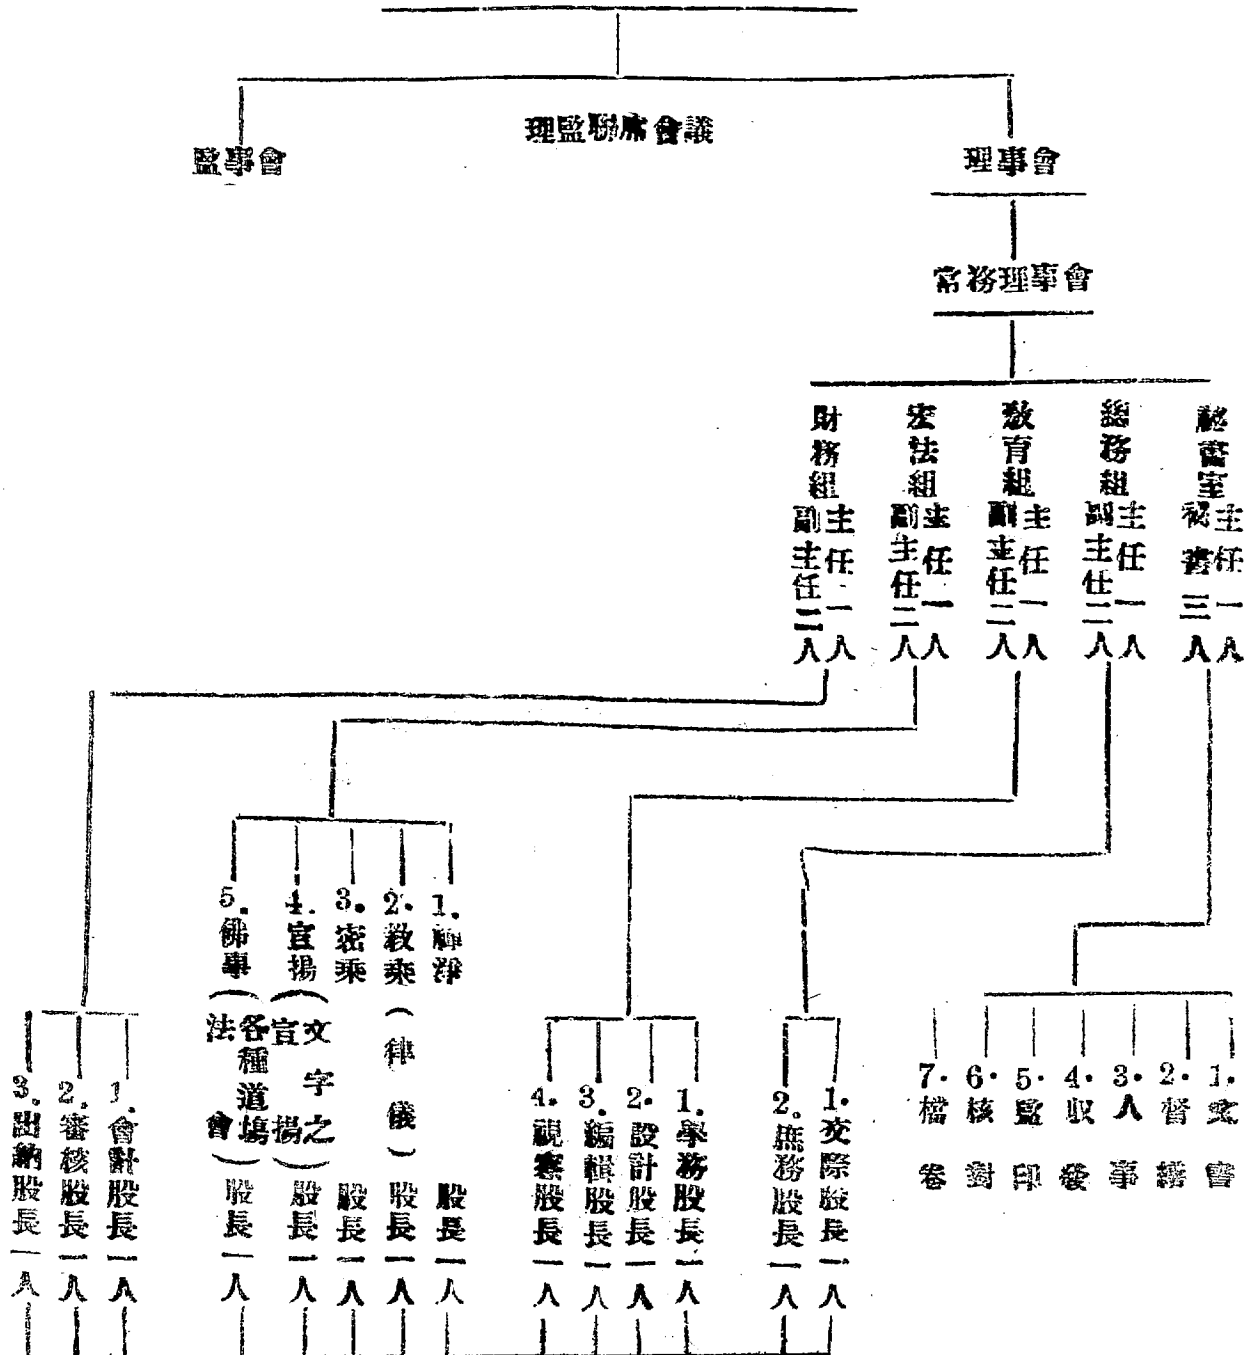 理監聯席會議
理事會
監事會
常務理事會
秘書室
主任一人
秘書三人
總務組
主任一人
副主任二人
教育組
主任一人
副主任二人
宏法組
主任一人
副主任二人
財務組
主任一人
副主任二人
1.文書
2.督繕
3.人事
4.収發
5.監印
6.核對
7.檔卷
1.交際股長一人
2.庶務股長一人
1.學務股長一人
2.設計股長一人
3.編輯股長一人
4.視察股長一人
1.禪淨 股長一人
2.教乘(律儀)股長一人
3.密乘 股長一人
4.宣揚(文字之宣揚)股長一人
5.佛事(各種道場法會)股長一人
1.會計股長一人
2.審核股長一人
3.出納股長一人